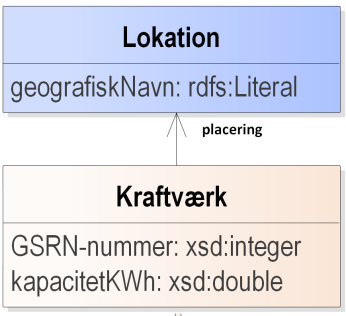 Lokation
geografiskNavn: rdfs:Literal
placering
Kraftværk
GSRN-nummer: xsd:integer
kapacitetKWh: xsd:double